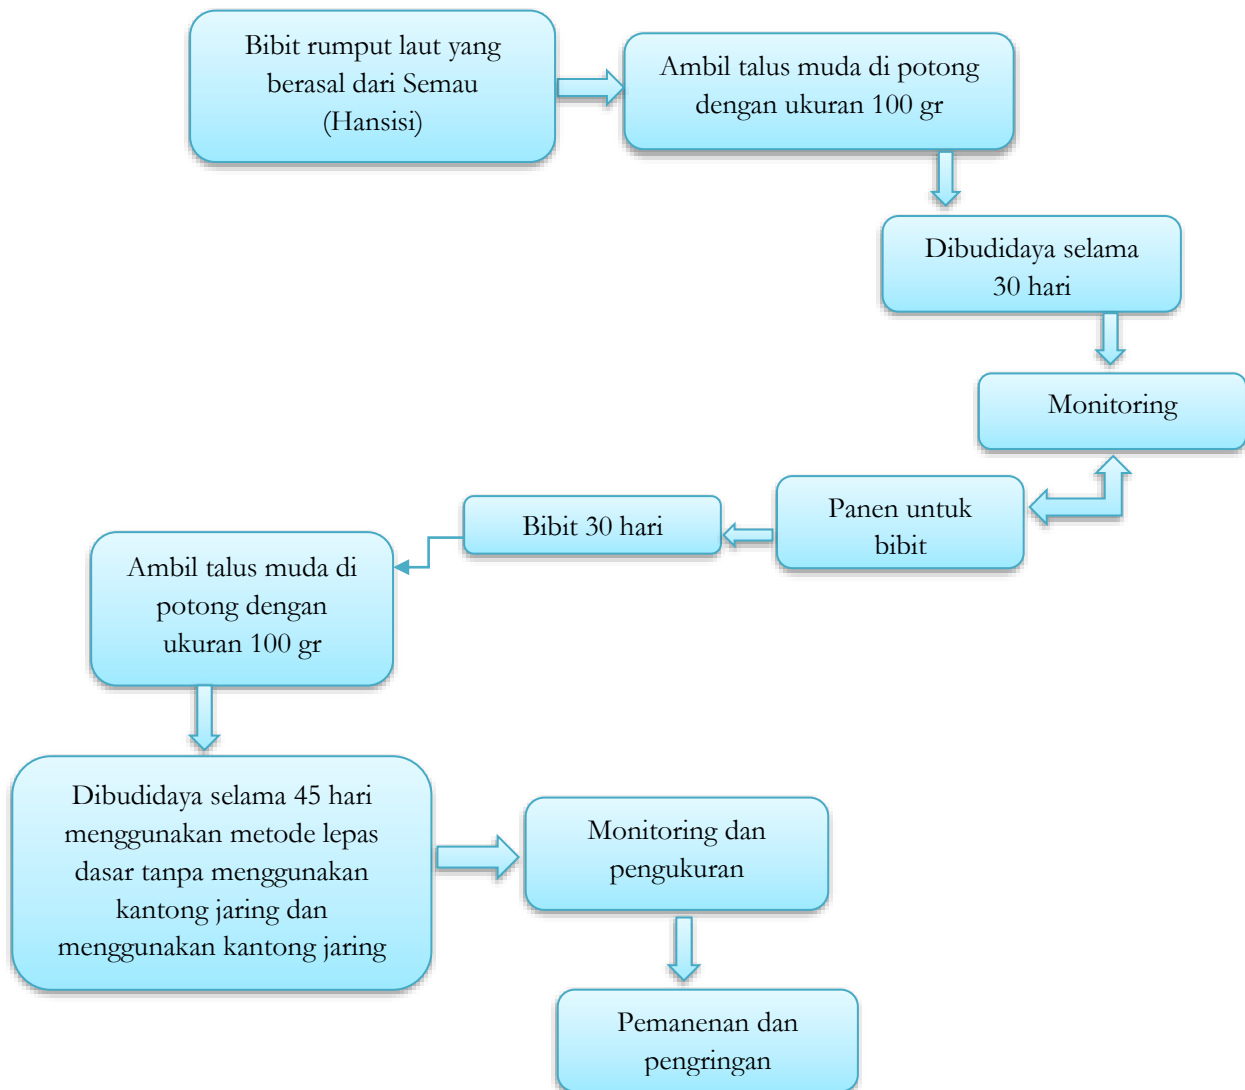 Bibit rumput laut yang
berasal dari Semau
(Hansisi)
Ambil talus muda di potong
dengan ukuran 100 gr
Dibudidaya selama
30 hari
Monitoring
Panen untuk
bibit
Bibit 30 hari
Ambil talus muda di
potong dengan
ukuran 100 gr
Dibudidaya selama 45 hari
menggunakan metode lepas
dasar tanpa menggunakan
kantong jaring dan
menggunakan kantong jaring
Monitoring dan
pengukuran
Pemanenan dan
pengringan